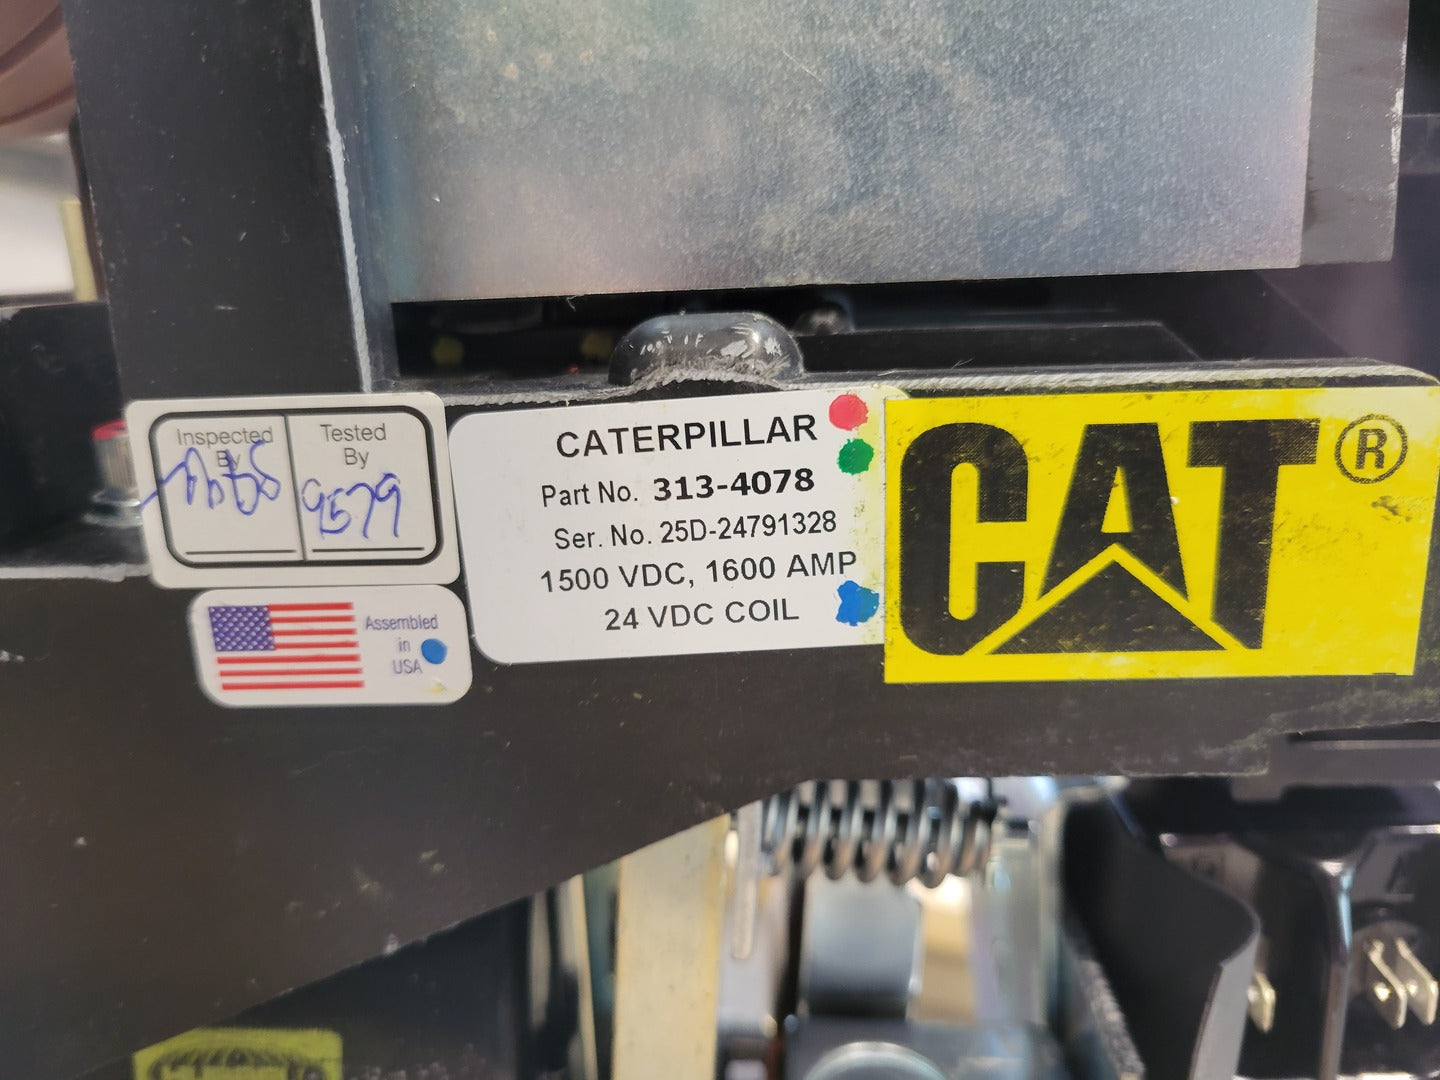 Inspected
By
Tested
By
9579
Assembled
in
USA
CATERPILLAR
Part No. 313-4078
Ser. No. 25D-24791328
1500 VDC, 1600 AMP
24 VDC COIL
CAT®